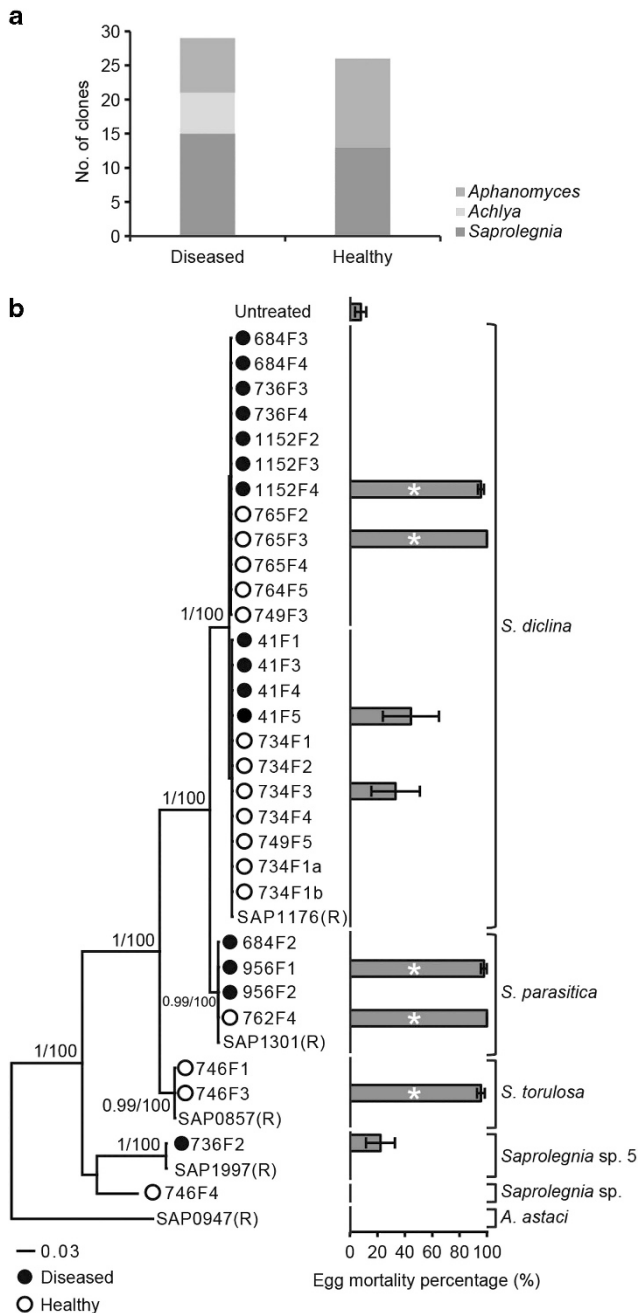 a
No. of clones
35
30
25
20
15
10
5
0
Diseased Healthy
Aphanomyces
Achlya
Saprolegnia
b
Untreated
684F3
684F4
736F3
736F4
1152F2
1152F3
1152F4
*
765F2
765F3
*
765F4
764F5
749F3
1/100
S. diclina
41F1
41F3
41F4
41F5
734F1
734F2
734F3
734F4
1/100
749F5
734F1a
734F1b
SAP1176(R)
684F2
956F1
*
956F2
S. parasitica
0.99/100
762F4
*
SAP1301(R)
1/100
746F1
746F3
*
S. torulosa
0.99/100
SAP0857(R)
1/100
1/100
736F2
Saprolegnia sp. 5
SAP1997(R)
746F4
Saprolegnia sp.
SAP0947(R)
A. astaci
0 20 40 60 80 100
Egg mortality percentage (%)
0.03
Diseased
Healthy